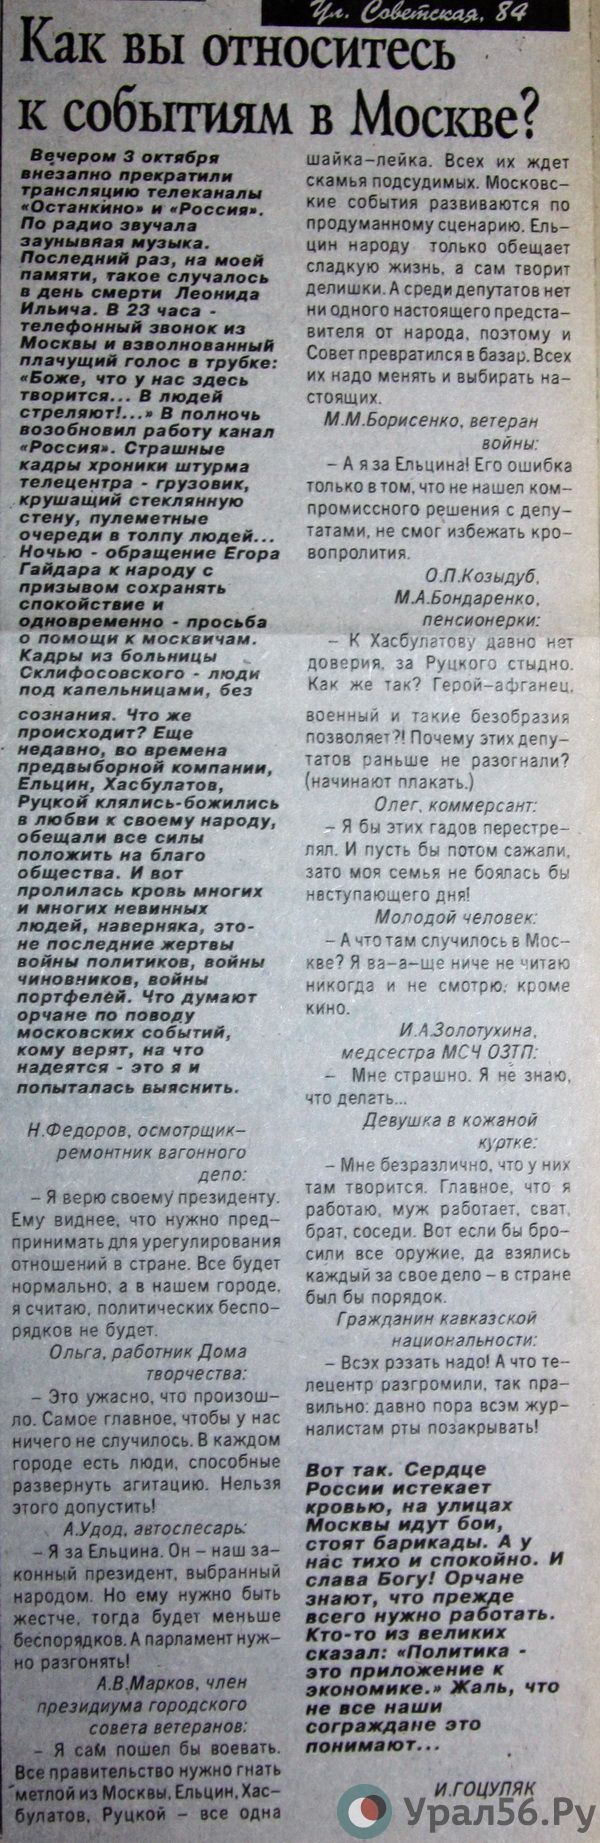 Ул. Советская, 84
Как вы относитесь
к событиям в Москве?
Вечером 3 октября
внезапно прекратили
трансляцию телеканалы
«Останкино» и «Россия».
По радио звучала
заунывная музыка.
Последний раз, на моей
памяти, такое случалось
в день смерти Леонида
Ильича. В 23 часа -
телефонный звонок из
Москвы и взволнованный
плачущий голос в трубке:
«Боже, что у нас здесь
творится... В людей
стреляют!...» В полночь
возобновил работу канал
«Россия». Страшные
кадры хроники штурма
телецентра - грузовик,
крушащий стеклянную
стену, пулеметные
очереди в толпу людей...
Ночью - обращение Егора
Гайдара к народу с
призывом сохранять
спокойствие и
одновременно - просьба
о помощи к москвичам.
Кадры из больницы
Склифосовского - люди
под капельницами, без
сознания. Что же
происходит? Еще
недавно, во времена
предвыборной компании,
Ельцин, Хасбулатов,
Руцкой клялись-божились
в любви к своему народу,
обещали все силы
положить на благо
общества. И вот
пролилась кровь многих
и многих невинных
людей, наверняка, это-
не последние жертвы
войны политиков, войны
чиновников, войны
портфелей. Что думают
орчане по поводу
московских событий,
кому верят, на что
надеятся - это я и
попыталась выяснить.
Н.Федоров, осмотрщик-
ремонтник вагонного
депо:
– Я верю своему президенту.
Ему виднее, что нужно пред-
принимать для урегулирования
отношений в стране. Все будет
нормально, а в нашем городе,
я считаю, политических беспо-
рядков не будет.
Ольга, работник Дома
творчества:
– Это ужасно, что произош-
ло. Самое главное, чтобы у нас
ничего не случилось. В каждом
городе есть люди, способные
развернуть агитацию. Нельзя
этого допустить!
А.Удод, автослесарь:
– Я за Ельцина. Он – наш за-
конный президент, выбранный
народом. Но ему нужно быть
жестче, тогда будет меньше
беспорядков. А парламент нуж-
но разгонять!
А.В.Марков, член
президиума городского
совета ветеранов:
– Я сам пошел бы воевать.
Все правительство нужно гнать
метлой из Москвы, Ельцин, Хас-
булатов, Руцкой – все одна
шайка-лейка. Всех их ждет
скамья подсудимых. Московс-
кие события развиваются по
продуманному сценарию. Ель-
цин народу только обещает
сладкую жизнь, а сам творит
делишки. А среди депутатов нет
ни одного настоящего предста-
вителя от народа, поэтому и
Совет превратился в базар. Всех
их надо менять и выбирать на-
стоящих.
М.М.Борисенко, ветеран
войны:
– А я за Ельцина! Его ошибка
только в том, что не нашел ком-
промиссного решения с депу-
татами, не смог избежать кро-
вопролития.
О.П.Козыдуб,
М.А.Бондаренко,
пенсионерки:
– К Хасбулатову давно нет
доверия, за Руцкого стыдно.
Как же так? Герой-афганец,
военный и такие безобразия
позволяет?! Почему этих депу-
татов раньше не разогнали?
(начинают плакать.)
Олег, коммерсант:
– Я бы этих гадов перестре-
лял. И пусть бы потом сажали,
зато моя семья не боялась бы
наступающего дня!
Молодой человек:
– А что там случилось в Мос-
кве? Я ва-а-ще ниче не читаю
никогда и не смотрю, кроме
кино.
И.А.Золотухина,
медсестра МСЧ ОЗТП:
– Мне страшно. Я не знаю,
что делать...
Девушка в кожаной
куртке:
– Мне безразлично, что у них
там творится. Главное, что я
работаю, муж работает, сват,
брат, соседи. Вот если бы бро-
сили все оружие, да взялись
каждый за свое дело – в стране
был бы порядок.
Гражданин кавказской
национальности:
– Всэх рэзать надо! А что те-
лецентр разгромили, так пра-
вильно: давно пора всэм жур-
налистам рты позакрывать!
Вот так. Сердце
России истекает
кровью, на улицах
Москвы идут бои,
стоят барикады. А у
нас тихо и спокойно. И
слава Богу! Орчане
знают, что прежде
всего нужно работать.
Кто-то из великих
сказал: «Политика -
это приложение к
экономике.» Жаль, что
не все наши
сограждане это
понимают...
И.ГОЦУЛЯК
Урал56.Ру